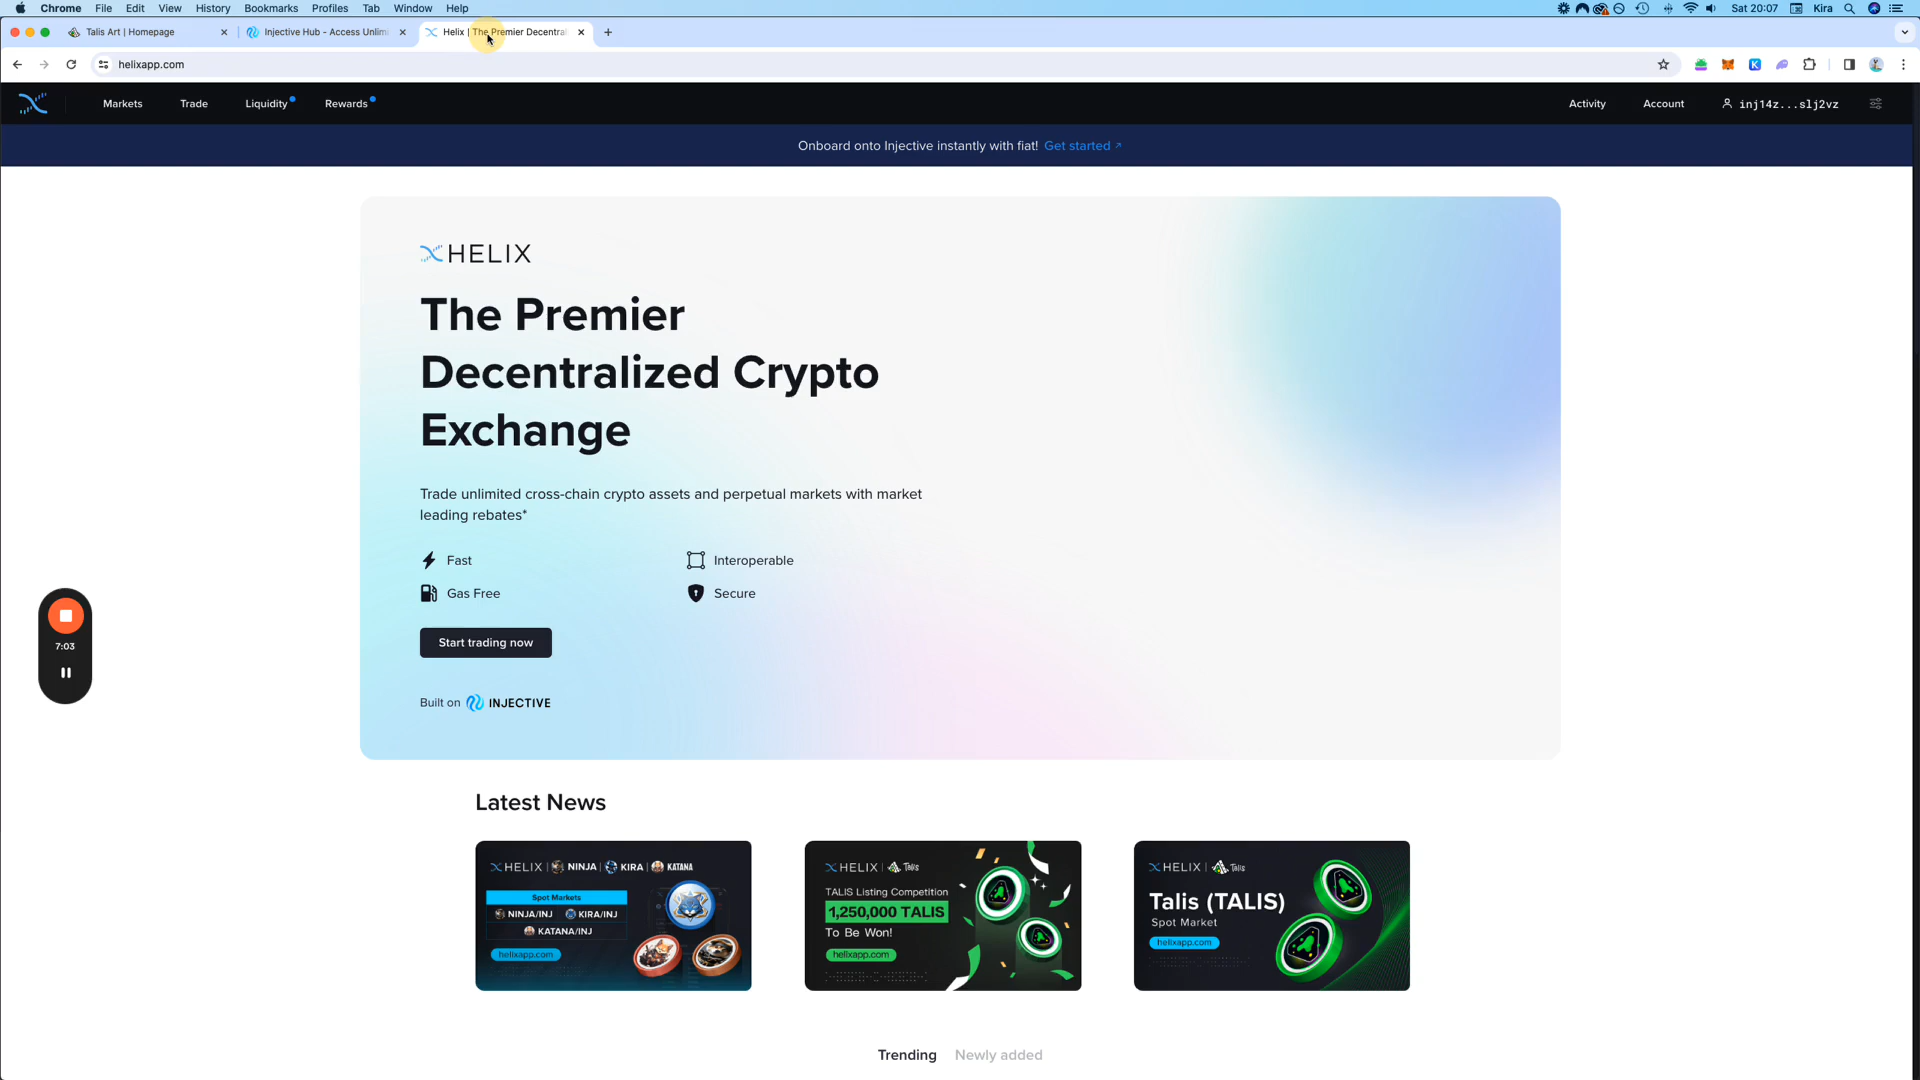 Chrome File Edit View History Bookmarks Profiles Tab Window Help Sat 20:07 Kira
Talis Art | Homepage Injective Hub - Access Unlim Helix | The Premier Decentral
helixapp.com
Markets Trade Liquidity Rewards Activity Account inj14z...slj2vz
Onboard onto Injective instantly with fiat! Get started
HELIX
The Premier
Decentralized Crypto
Exchange
Trade unlimited cross-chain crypto assets and perpetual markets with market
leading rebates*
Fast Interoperable
Gas Free Secure
7:03
Start trading now
Built on INJECTIVE
Latest News
HELIX | NINJA | KIRA | KATANA
Spot Markets
NINJA/INJ KIRA/INJ
KATANA/INJ
helixapp.com
HELIX | Talis
TALIS Listing Competition
1,250,000 TALIS
To Be Won!
helixapp.com
HELIX | Talis
Talis (TALIS)
Spot Market
helixapp.com
Trending Newly added